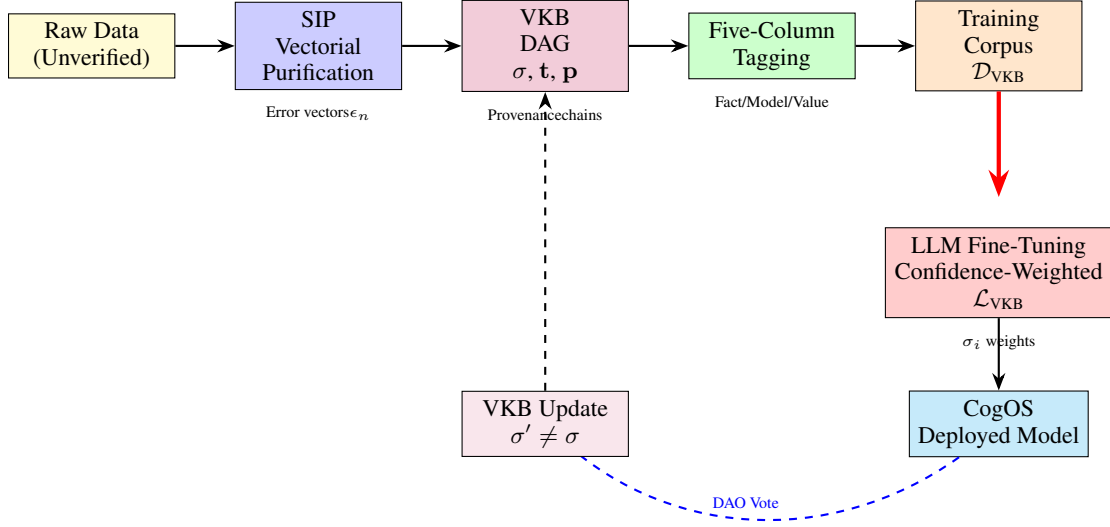 Raw Data
(Unverified)
SIP
Vectorial
Purification
Error vectorsϵₙ
VKB
DAG
σ, t, p
Provenancechains
Five-Column
Tagging
Fact/Model/Value
Training
Corpus
𝒟VKB
LLM Fine-Tuning
Confidence-Weighted
ℒVKB
σᵢ weights
VKB Update
σ′ ≠ σ
CogOS
Deployed Model
DAO Vote